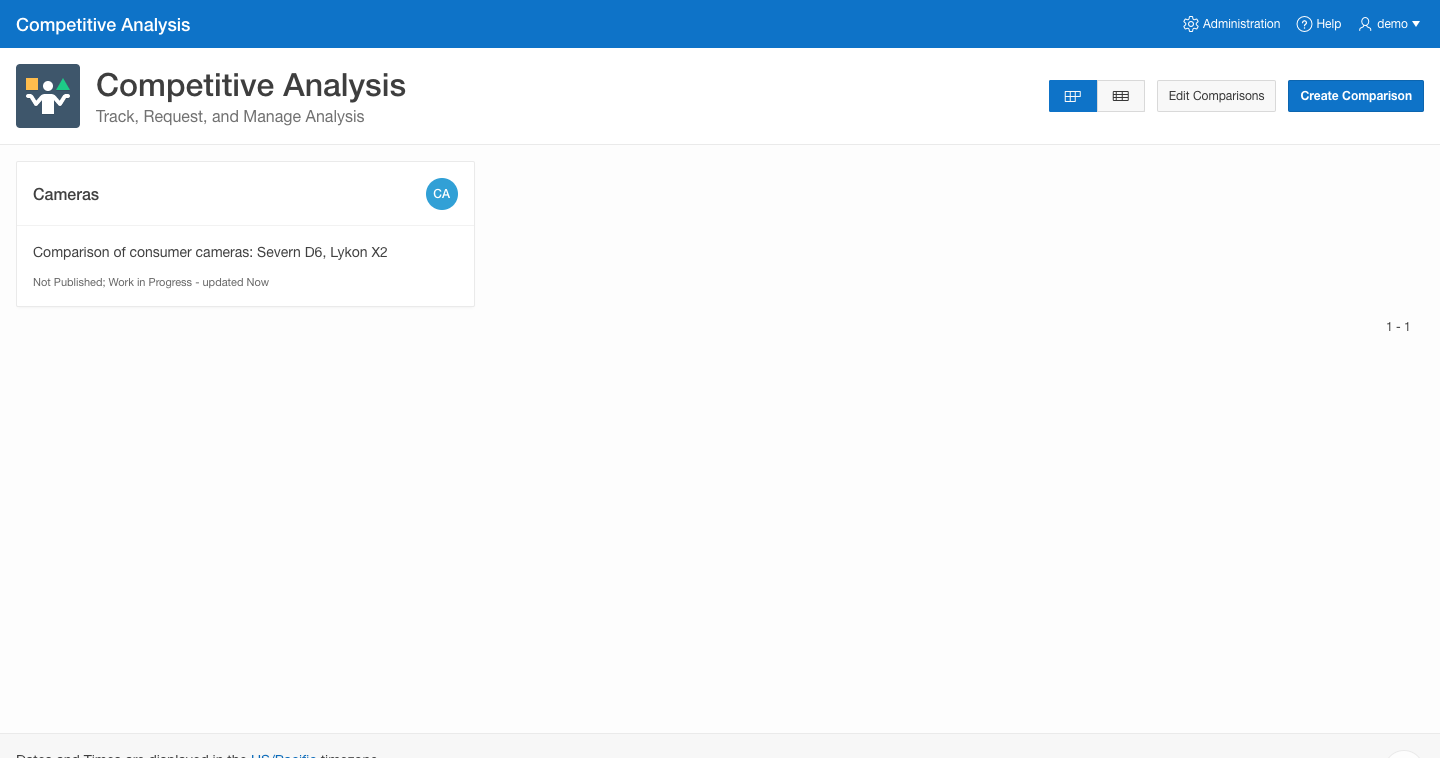 Competitive Analysis
Administration
Help
demo
Competitive Analysis
Track, Request, and Manage Analysis
Edit Comparisons
Create Comparison
Cameras
CA
Comparison of consumer cameras: Severn D6, Lykon X2
Not Published; Work in Progress - updated Now
1 - 1
Dates and Times are displayed in the US/Pacific timezone